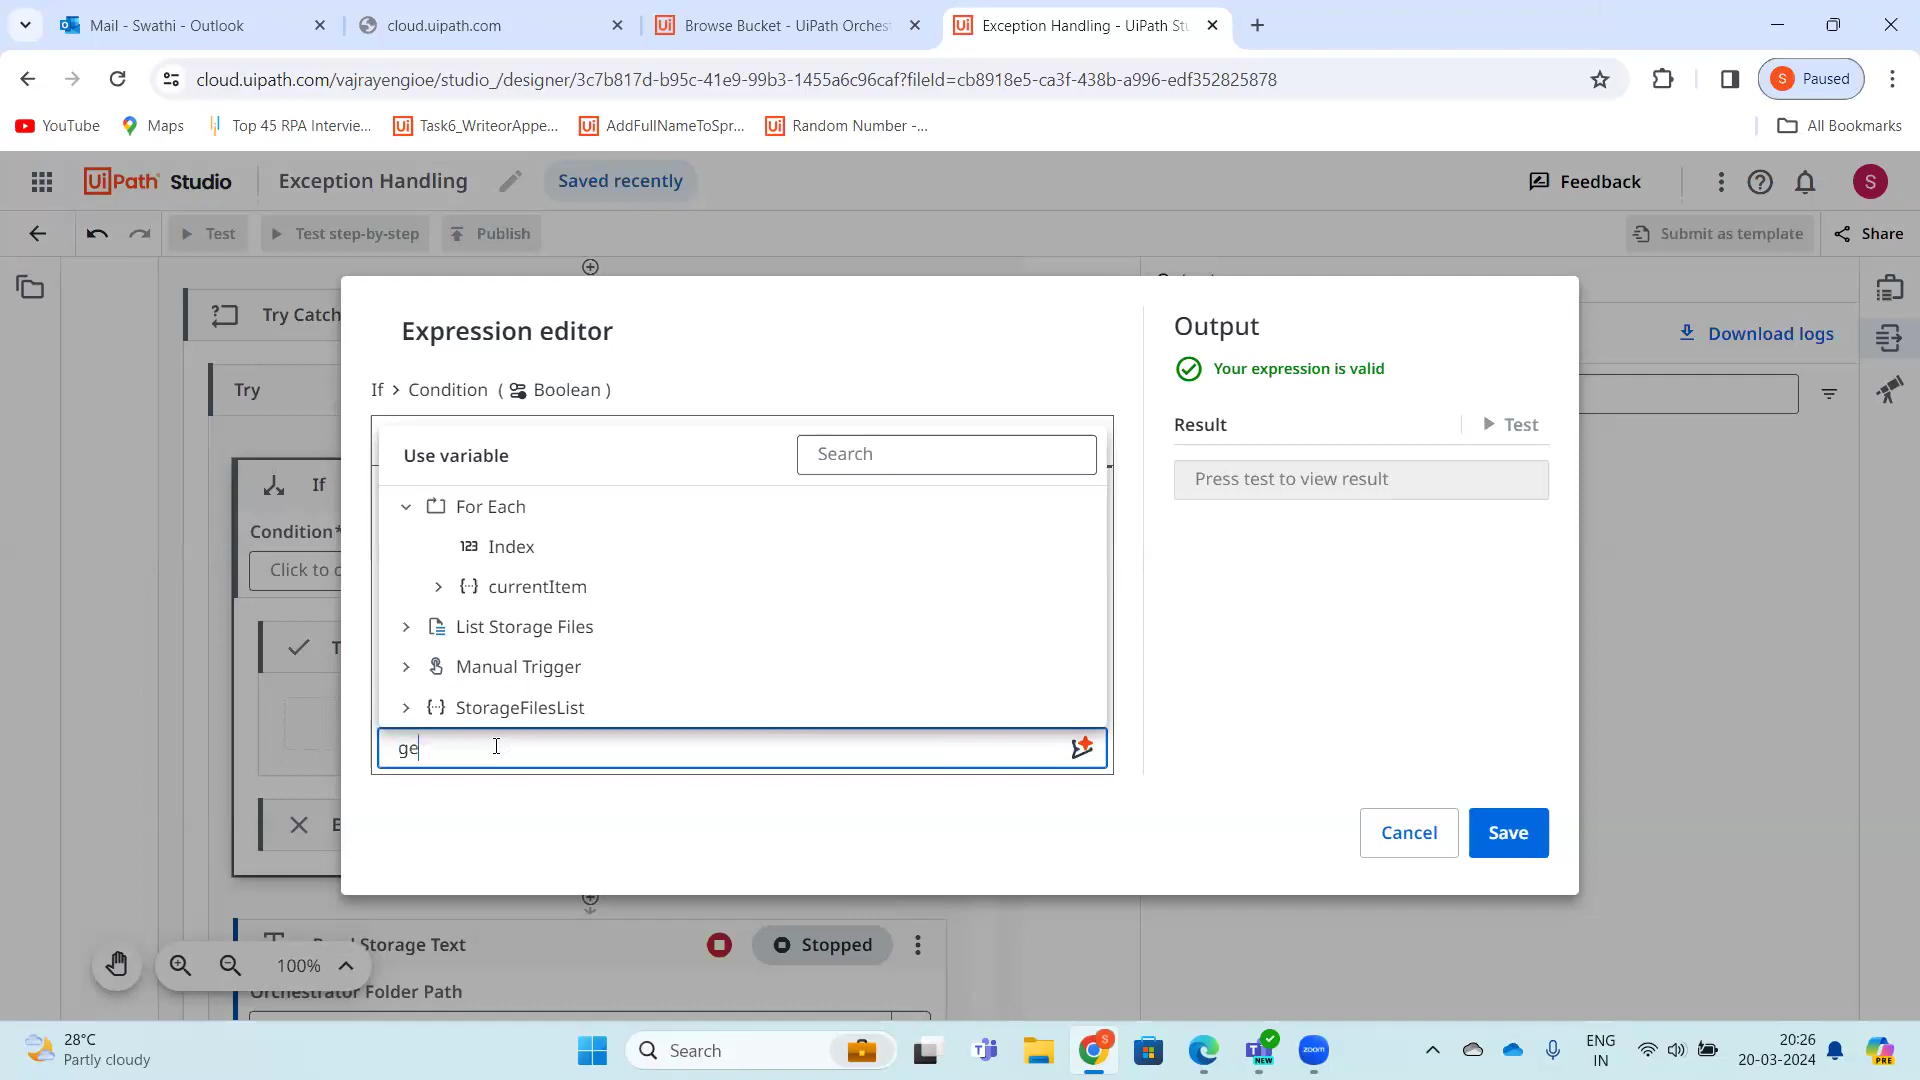 Mail - Swathi - Outlook
cloud.uipath.com
Browse Bucket - UiPath Orches
Exception Handling - UiPath Stu
cloud.uipath.com/vajrayengioe/studio_/designer/3c7b817d-b95c-41e9-99b3-1455a6c96caf?fileId=cb8918e5-ca3f-438b-a996-edf352825878
S Paused
YouTube
Maps
Top 45 RPA Intervie...
Task6_WriteorAppe...
AddFullNameToSpr...
Random Number -...
All Bookmarks
UiPath Studio
Exception Handling
Saved recently
Feedback
S
Test
Test step-by-step
Publish
Submit as template
Share
Try Catch
Download logs
Try
If
Condition*
Click to c
Expression editor
If > Condition ( Boolean )
Use variable
Search
For Each
123 Index
currentItem
List Storage Files
Manual Trigger
StorageFilesList
ge
Output
Your expression is valid
Result
Test
Press test to view result
Cancel
Save
Storage Text
Stopped
100%
Orchestrator Folder Path
28°C
Partly cloudy
Search
NEW
zoom
ENG
IN
20:26
20-03-2024
PRE